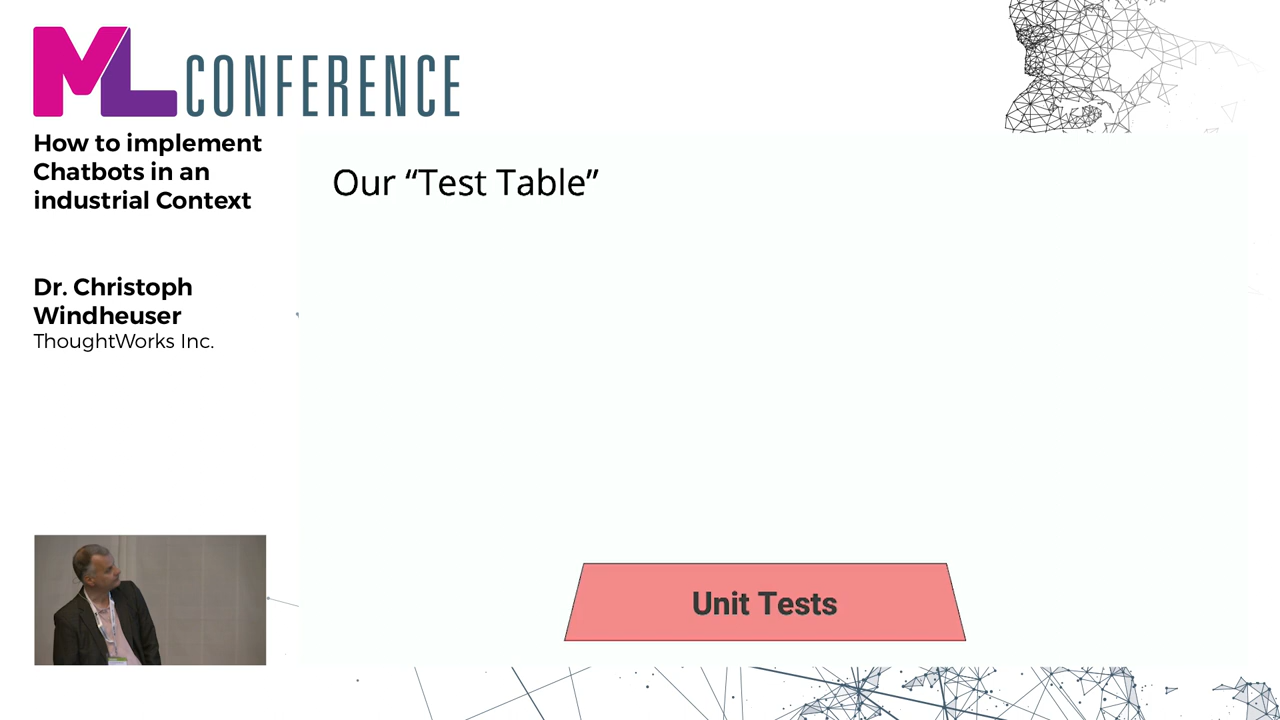 ML CONFERENCE
How to implement
Chatbots in an
industrial Context
Dr. Christoph
Windheuser
ThoughtWorks Inc.
Our “Test Table”
Unit Tests